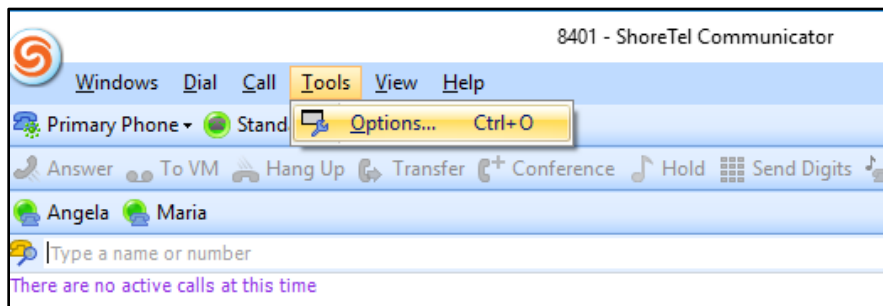 8401 - ShoreTel Communicator
Windows Dial Call Tools View Help
Primary Phone Stand
Options... Ctrl+O
Answer To VM Hang Up Transfer Conference Hold Send Digits
Angela Maria
Type a name or number
There are no active calls at this time